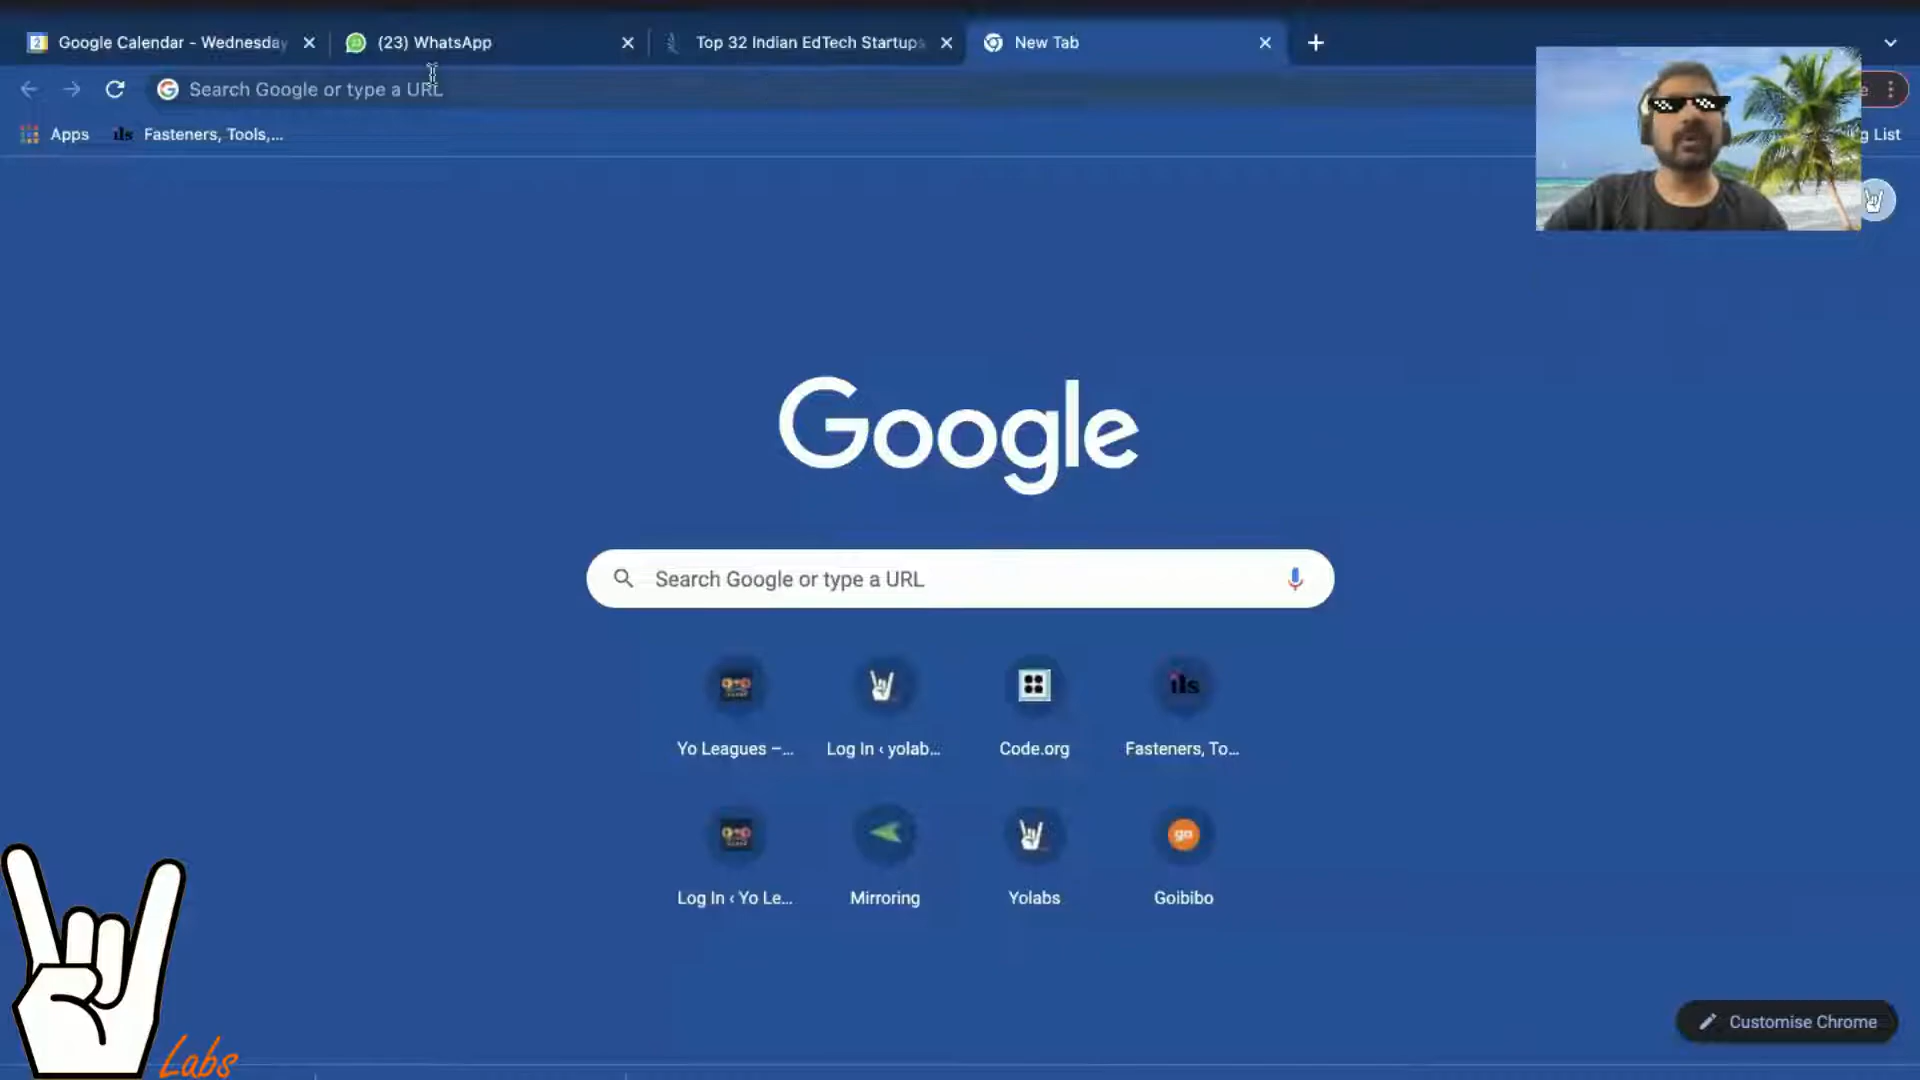 Google Calendar - Wednesday
(23) WhatsApp
Top 32 Indian EdTech Startups
New Tab
Search Google or type a URL
Apps
Fasteners, Tools,...
g List
Google
Search Google or type a URL
Yo Leagues –...
Log In ‹ yolab...
Code.org
Fasteners, To...
ils
Log In ‹ Yo Le...
Mirroring
Yolabs
go
Goibibo
Customise Chrome
Labs